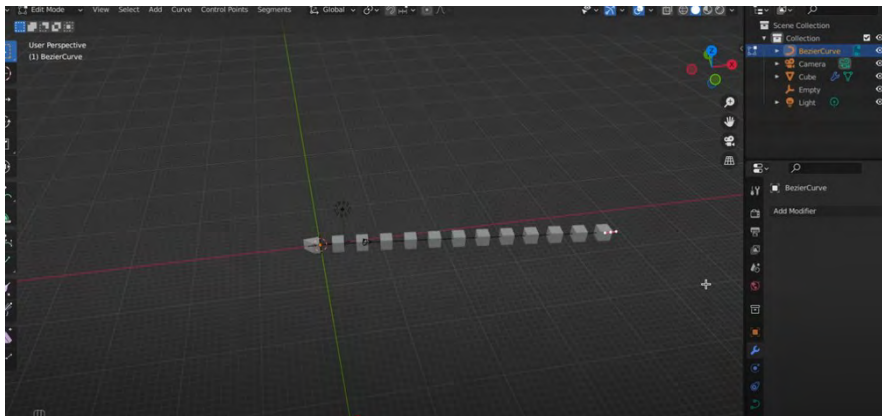 Edit Mode View Select Add Curve Control Points Segments Global
User Perspective
(1) BezierCurve
X
Scene Collection
Collection
BezierCurve
Camera
Cube
Empty
Light
BezierCurve
Add Modifier